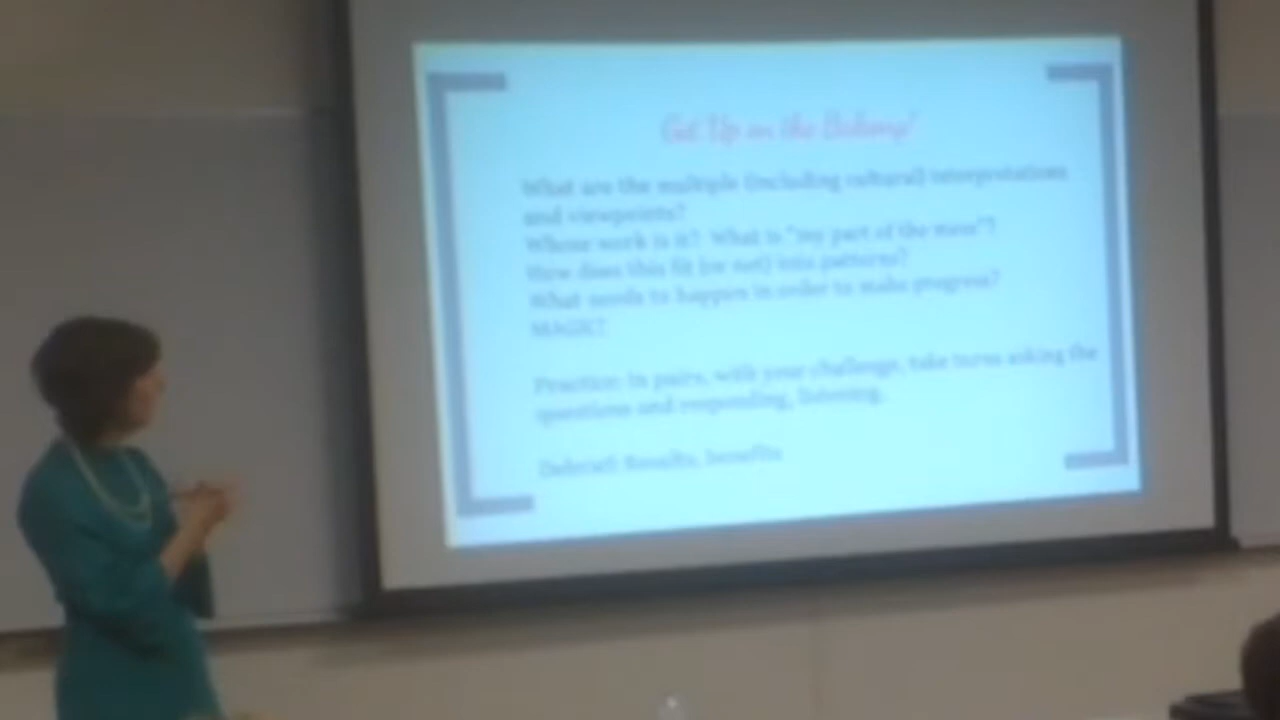 Get Up on the Balcony!
What are the multiple (including cultural) interpretations
and viewpoints?
Whose work is it? What is "my part of the mess"?
How does this fit (or not) into patterns?
What needs to happen in order to make progress?
MAGIC?
Practice: In pairs, with your challenge, take turns asking the
questions and responding, listening.
Debrief: Results, benefits